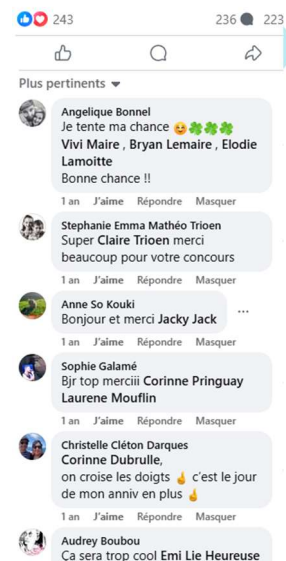 243 236 223
Plus pertinents
Angelique Bonnel
Je tente ma chance 😉🍀🍀🍀
Vivi Maire , Bryan Lemaire , Elodie
Lamoitte
Bonne chance !!
1 an J'aime Répondre Masquer
Stephanie Emma Mathéo Trioen
Super Claire Trioen merci
beaucoup pour votre concours
1 an J'aime Répondre Masquer
Anne So Kouki
Bonjour et merci Jacky Jack
1 an J'aime Répondre Masquer
Sophie Galamé
Bjr top merciii Corinne Pringuay
Laurene Mouflin
1 an J'aime Répondre Masquer
Christelle Cléton Darques
Corinne Dubrulle,
on croise les doigts 🤞 c'est le jour
de mon anniv en plus 🤞
1 an J'aime Répondre Masquer
Audrey Boubou
Ça sera trop cool Emi Lie Heureuse